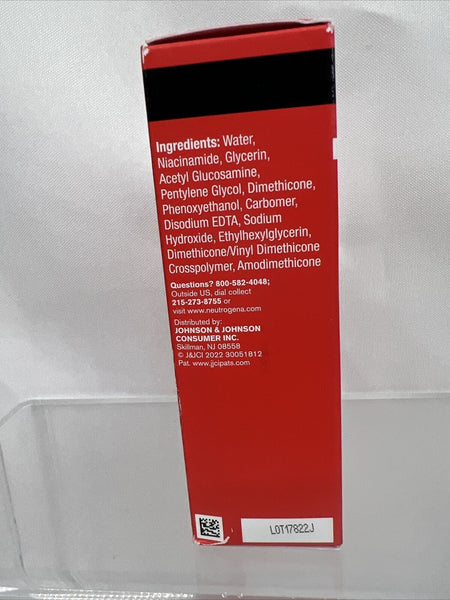 Ingredients: Water,
Niacinamide, Glycerin,
Acetyl Glucosamine,
Pentylene Glycol, Dimethicone,
Phenoxyethanol, Carbomer,
Disodium EDTA, Sodium
Hydroxide, Ethylhexylglycerin,
Dimethicone/Vinyl Dimethicone
Crosspolymer, Amodimethicone
Questions? 800-582-4048;
Outside US, dial collect
215-273-8755 or
visit www.neutrogena.com
Distributed by:
JOHNSON & JOHNSON
CONSUMER INC.
Skillman, NJ 08558
© J&JCI 2022 30051812
Pat. www.jjcipats.com
LOT17822J